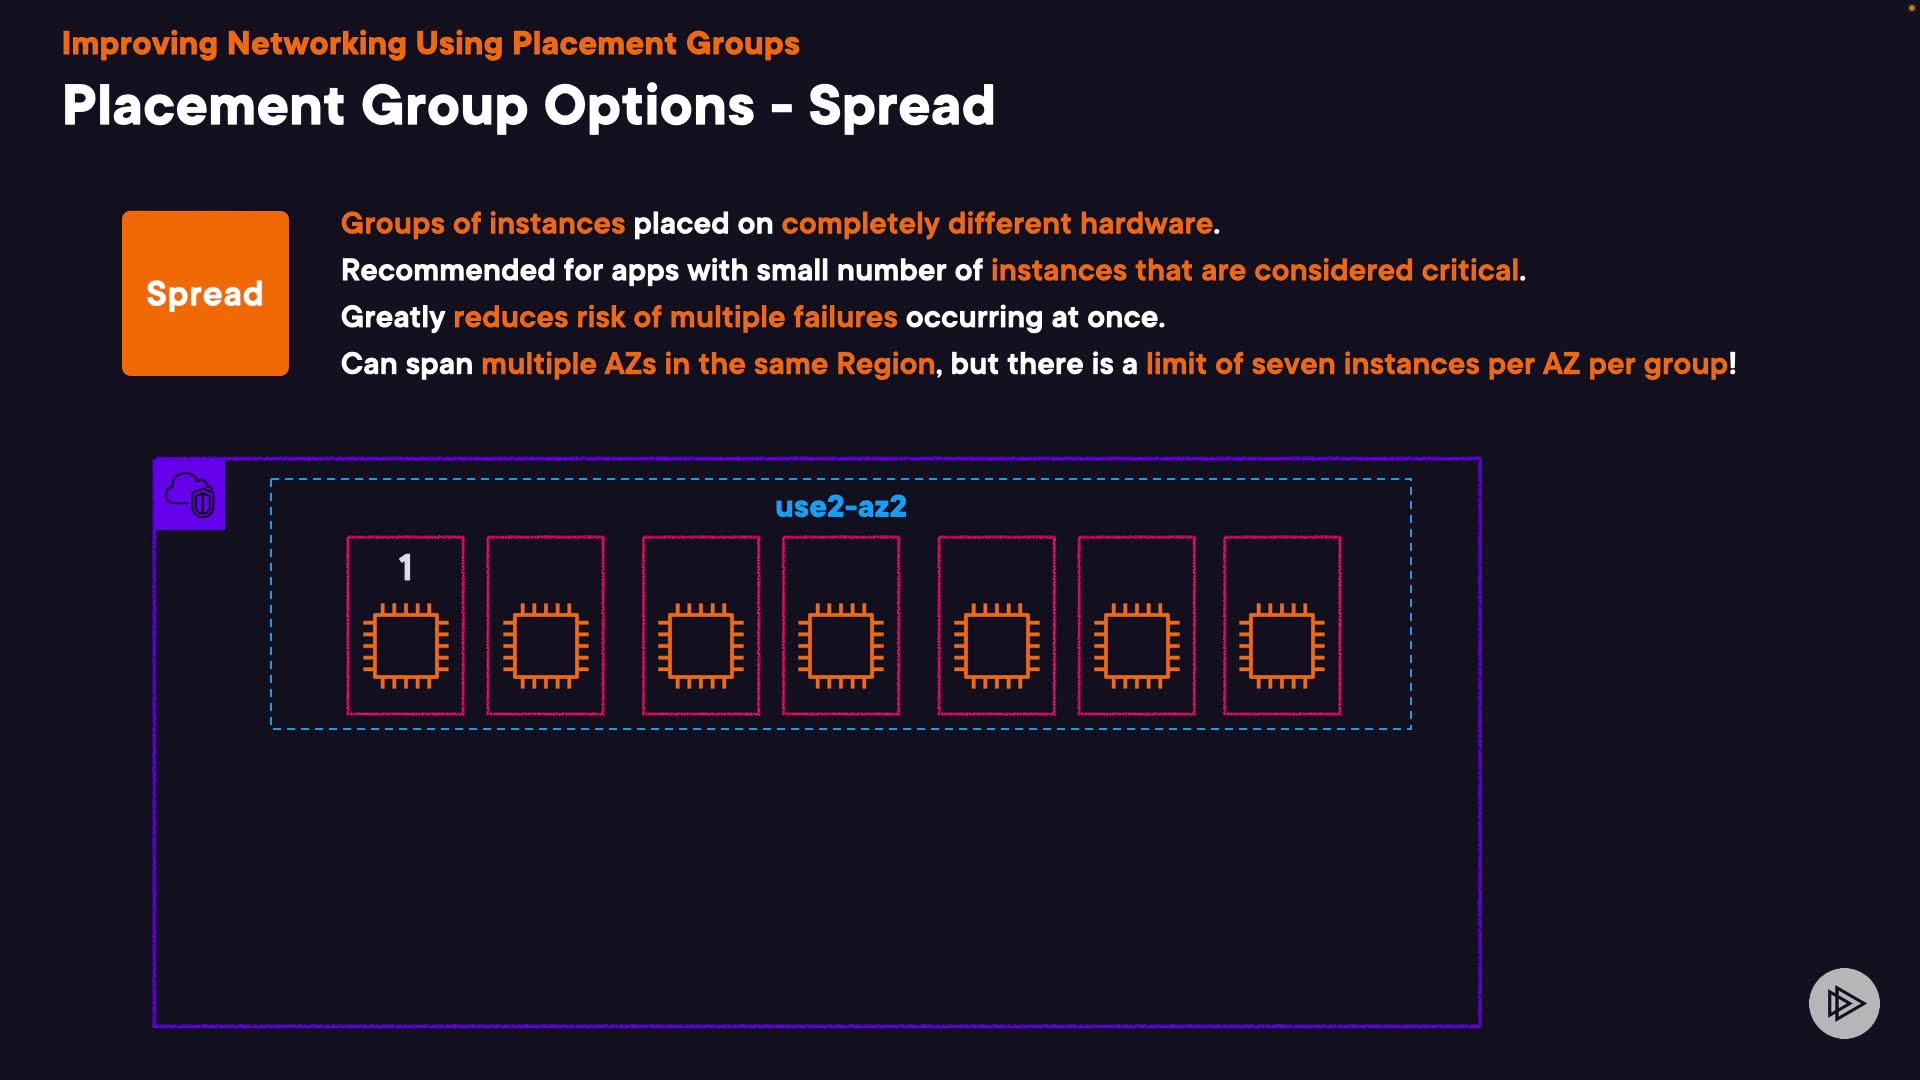 Improving Networking Using Placement Groups
Placement Group Options - Spread
Spread
Groups of instances placed on completely different hardware.
Recommended for apps with small number of instances that are considered critical.
Greatly reduces risk of multiple failures occurring at once.
Can span multiple AZs in the same Region, but there is a limit of seven instances per AZ per group!
use2-az2
1